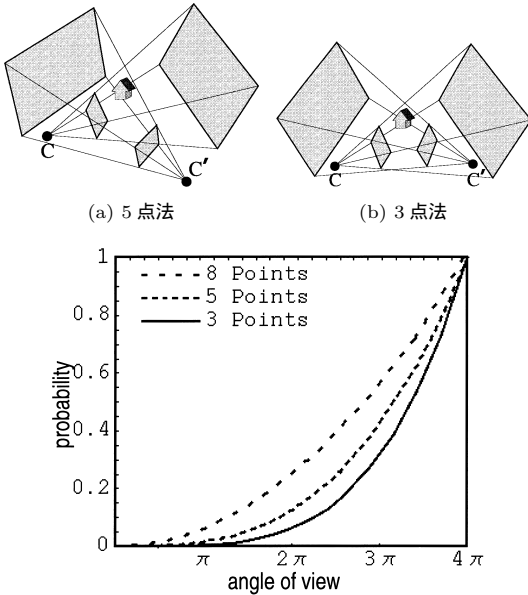 C
C′
C
C′
(a) 5 点法
(b) 3 点法
1
8 Points
5 Points
3 Points
0.8
0.6
0.4
0.2
0
probability
π
2π
3π
4π
angle of view